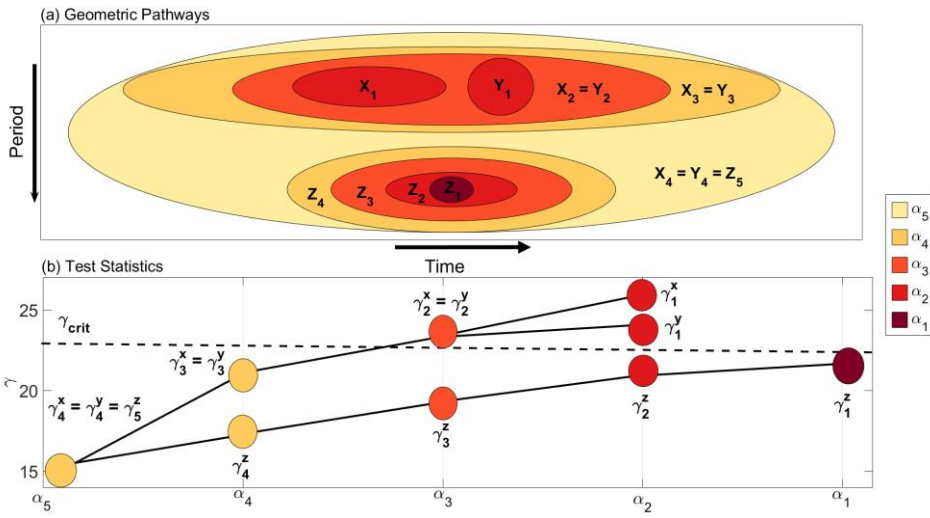 (a) Geometric Pathways
Period
X₁
Y₁
X₂ = Y₂
X₃ = Y₃
X₄ = Y₄ = Z₅
Z₄
Z₃
Z₂
Z₁
Time
α₅
α₄
α₃
α₂
α₁
(b) Test Statistics
γ
25
20
15
γcrit
γ₄ˣ = γ₄ʸ = γ₅ᶻ
γ₃ˣ = γ₃ʸ
γ₂ˣ = γ₂ʸ
γ₁ˣ
γ₁ʸ
γ₄ᶻ
γ₃ᶻ
γ₂ᶻ
γ₁ᶻ
α₅ α₄ α₃ α₂ α₁